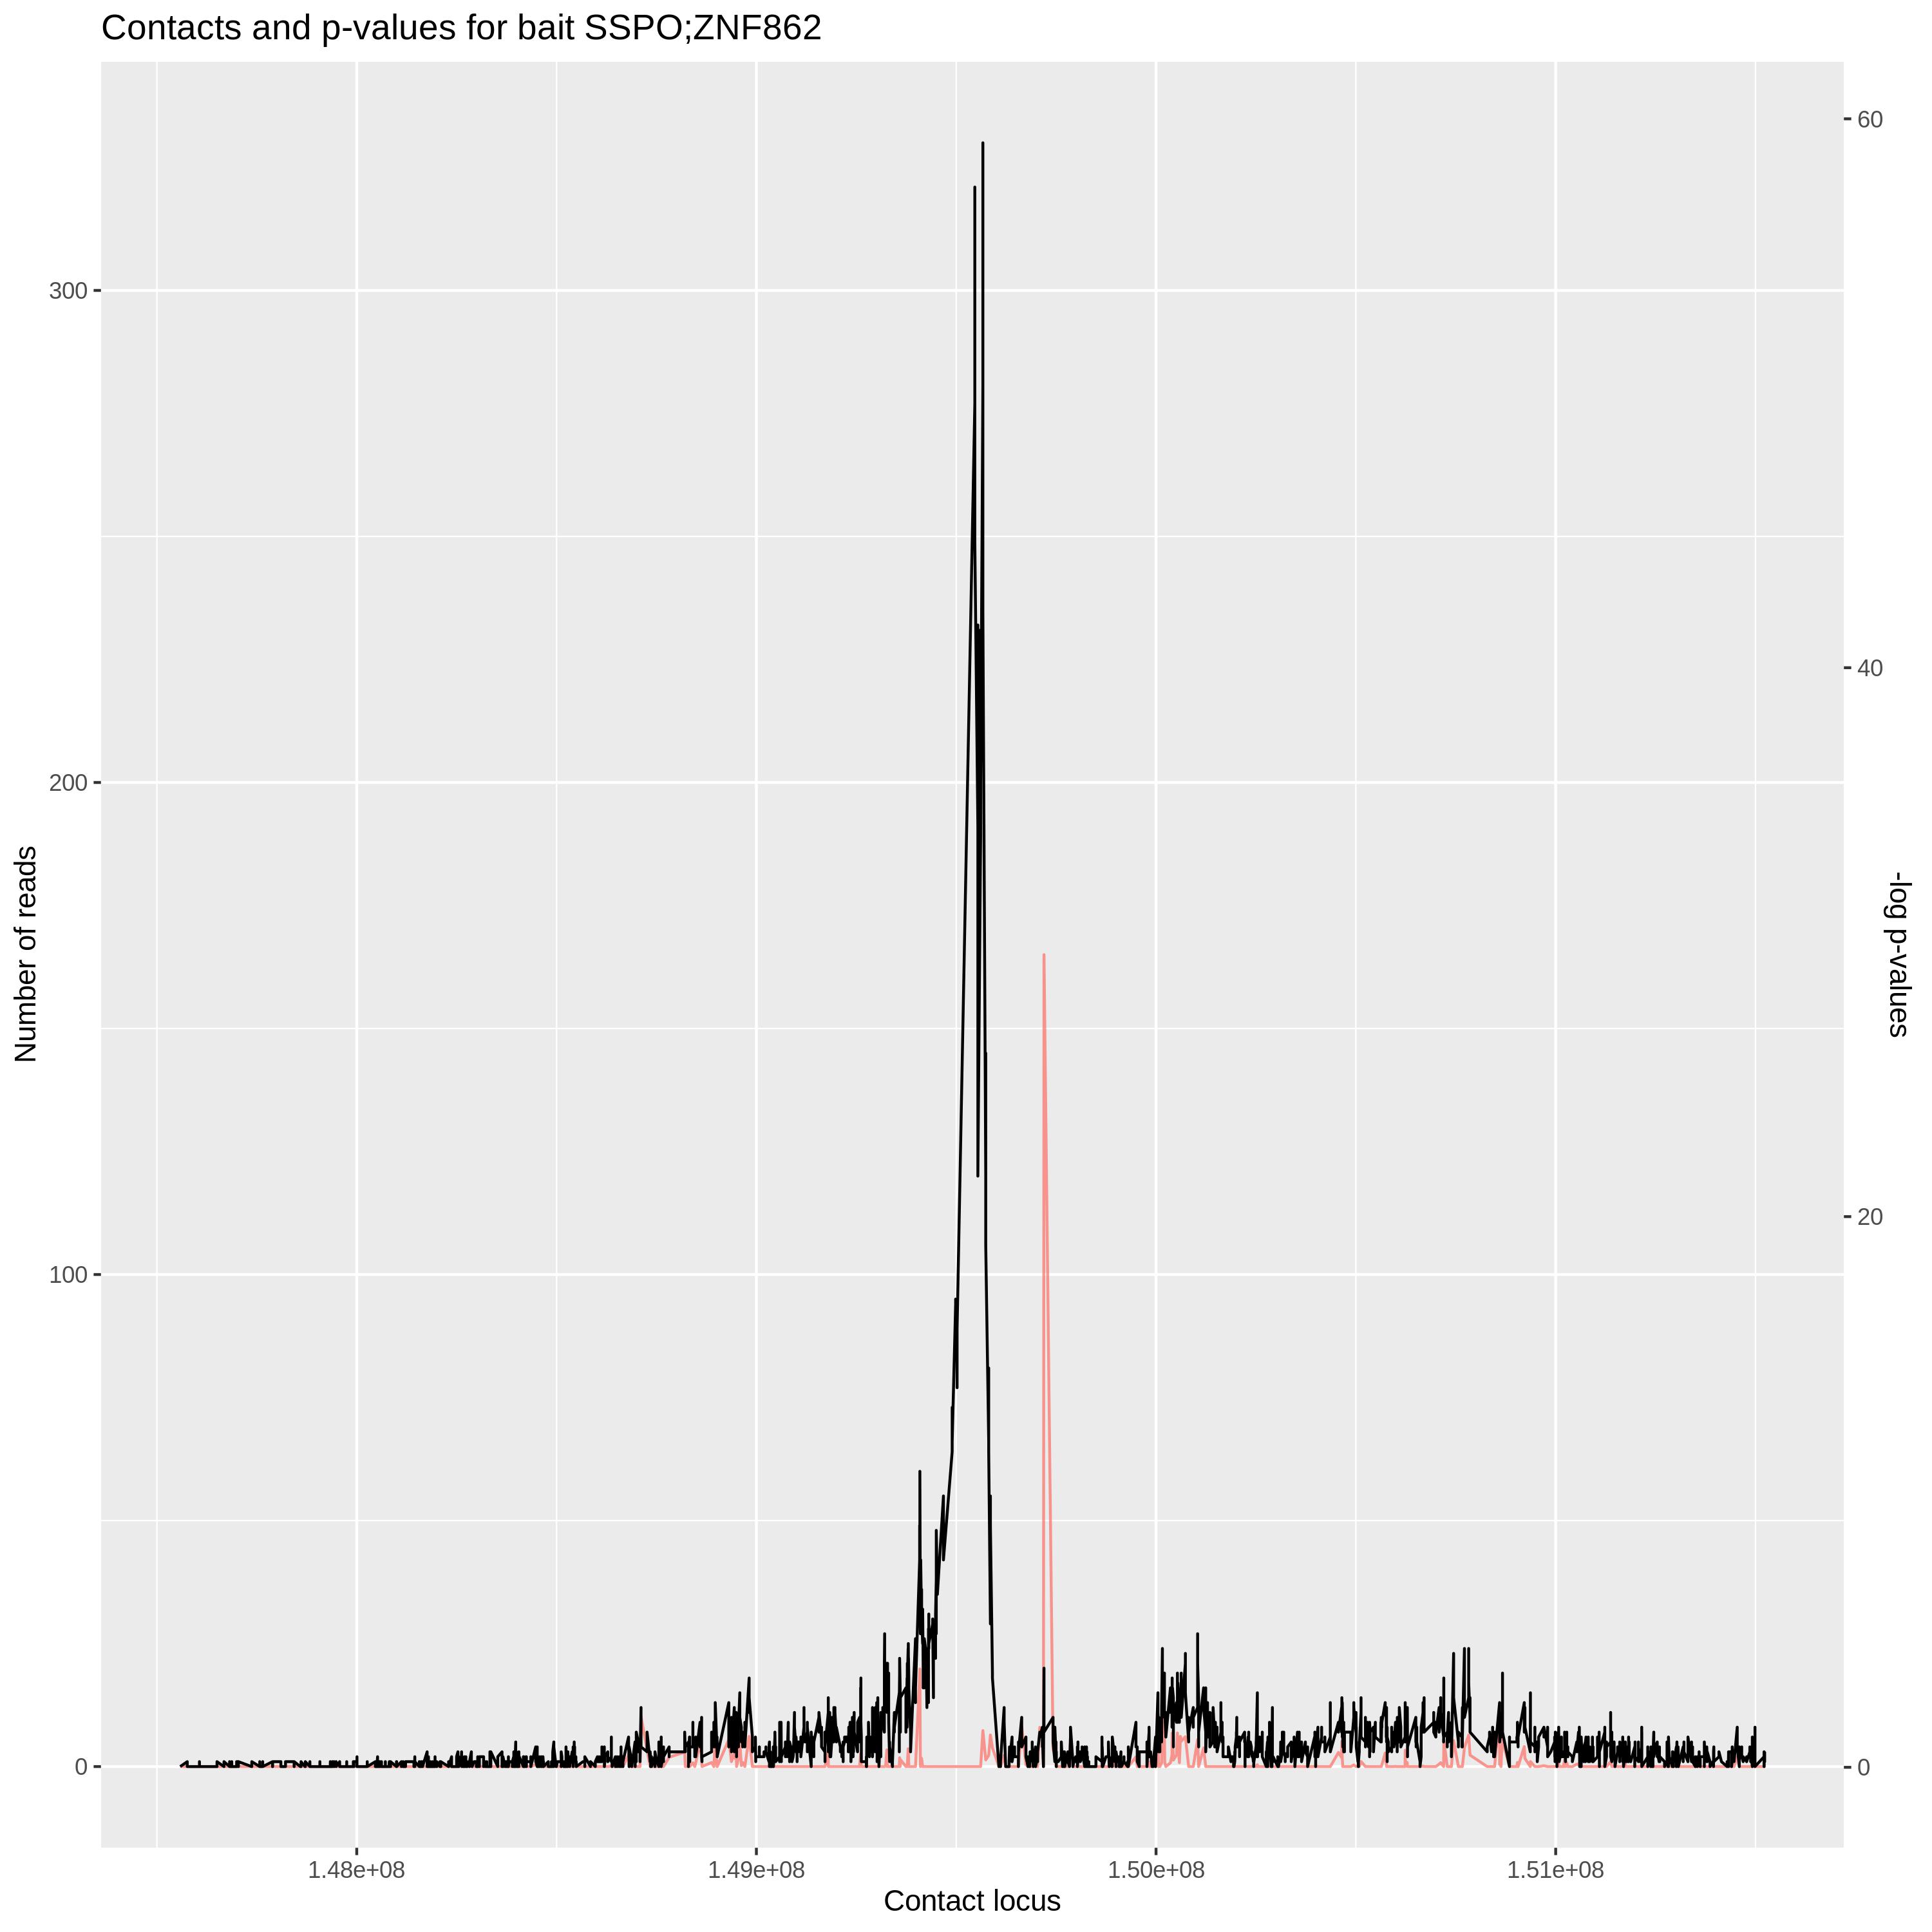 Contacts and p-values for bait SSPO;ZNF862
300
200
100
0
Number of reads
60
40
20
0
-log p-values
1.48e+08 1.49e+08 1.50e+08 1.51e+08
Contact locus